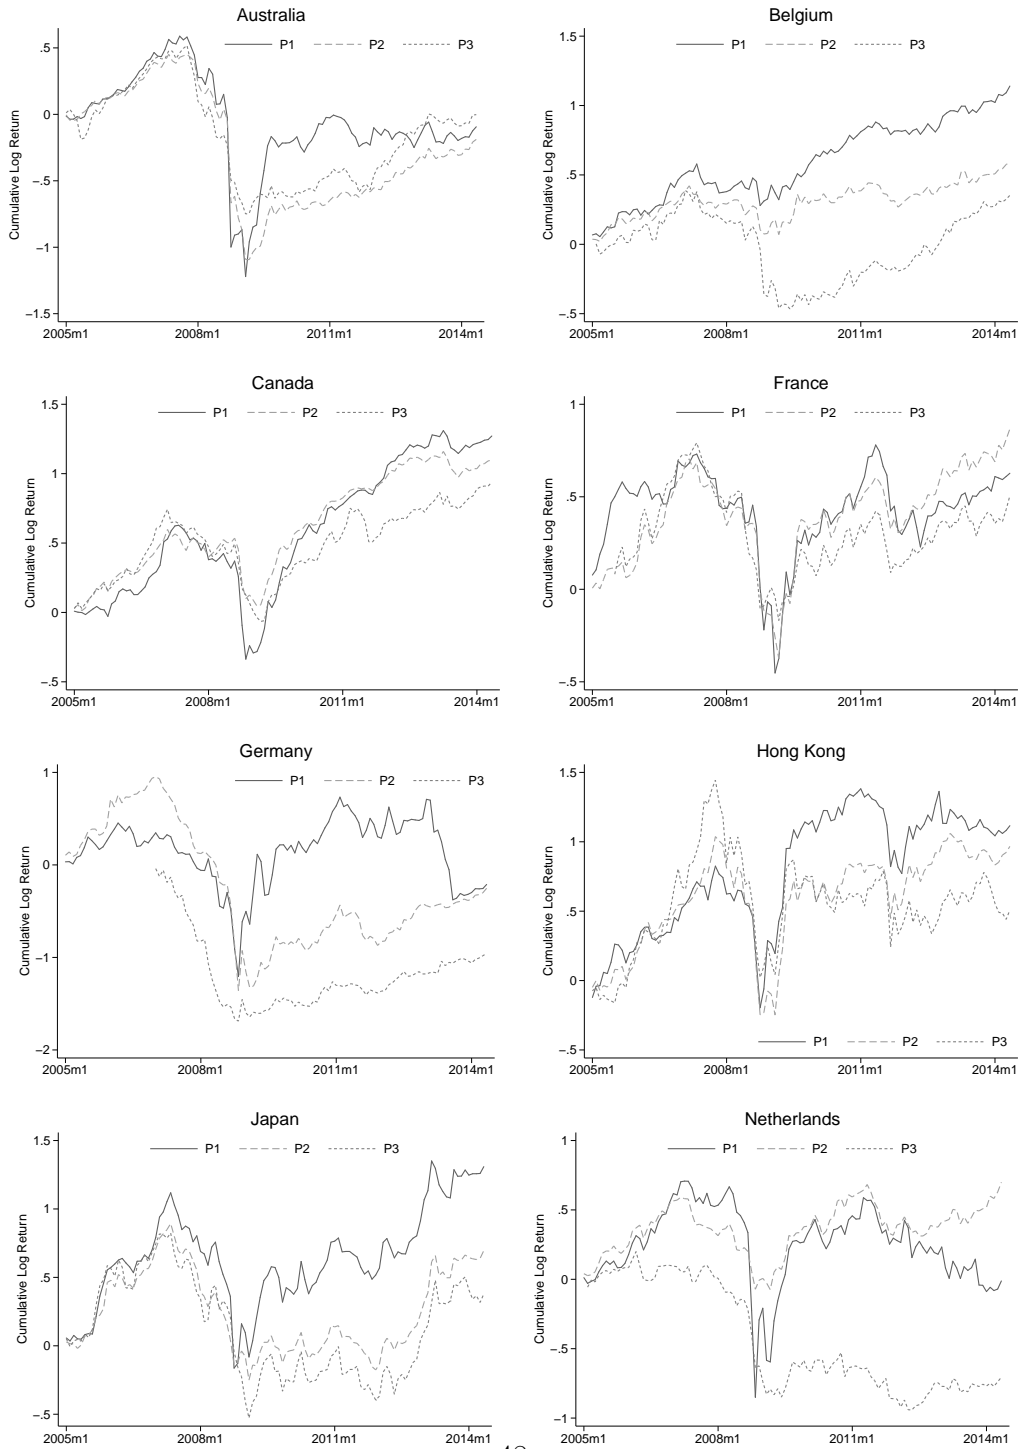 Australia
P1 P2 P3
.5
0
−.5
−1
−1.5
Cumulative Log Return
2005m1 2008m1 2011m1 2014m1
Belgium
P1 P2 P3
1.5
1
.5
0
−.5
Cumulative Log Return
2005m1 2008m1 2011m1 2014m1
Canada
P1 P2 P3
1.5
1
.5
0
−.5
Cumulative Log Return
2005m1 2008m1 2011m1 2014m1
France
P1 P2 P3
1
.5
0
−.5
Cumulative Log Return
2005m1 2008m1 2011m1 2014m1
Germany
P1 P2 P3
1
0
−1
−2
Cumulative Log Return
2005m1 2008m1 2011m1 2014m1
Hong Kong
1.5
1
.5
0
−.5
Cumulative Log Return
P1 P2 P3
2005m1 2008m1 2011m1 2014m1
Japan
P1 P2 P3
1.5
1
.5
0
−.5
Cumulative Log Return
2005m1 2008m1 2011m1 2014m1
Netherlands
P1 P2 P3
1
.5
0
−.5
−1
Cumulative Log Return
2005m1 2008m1 2011m1 2014m1